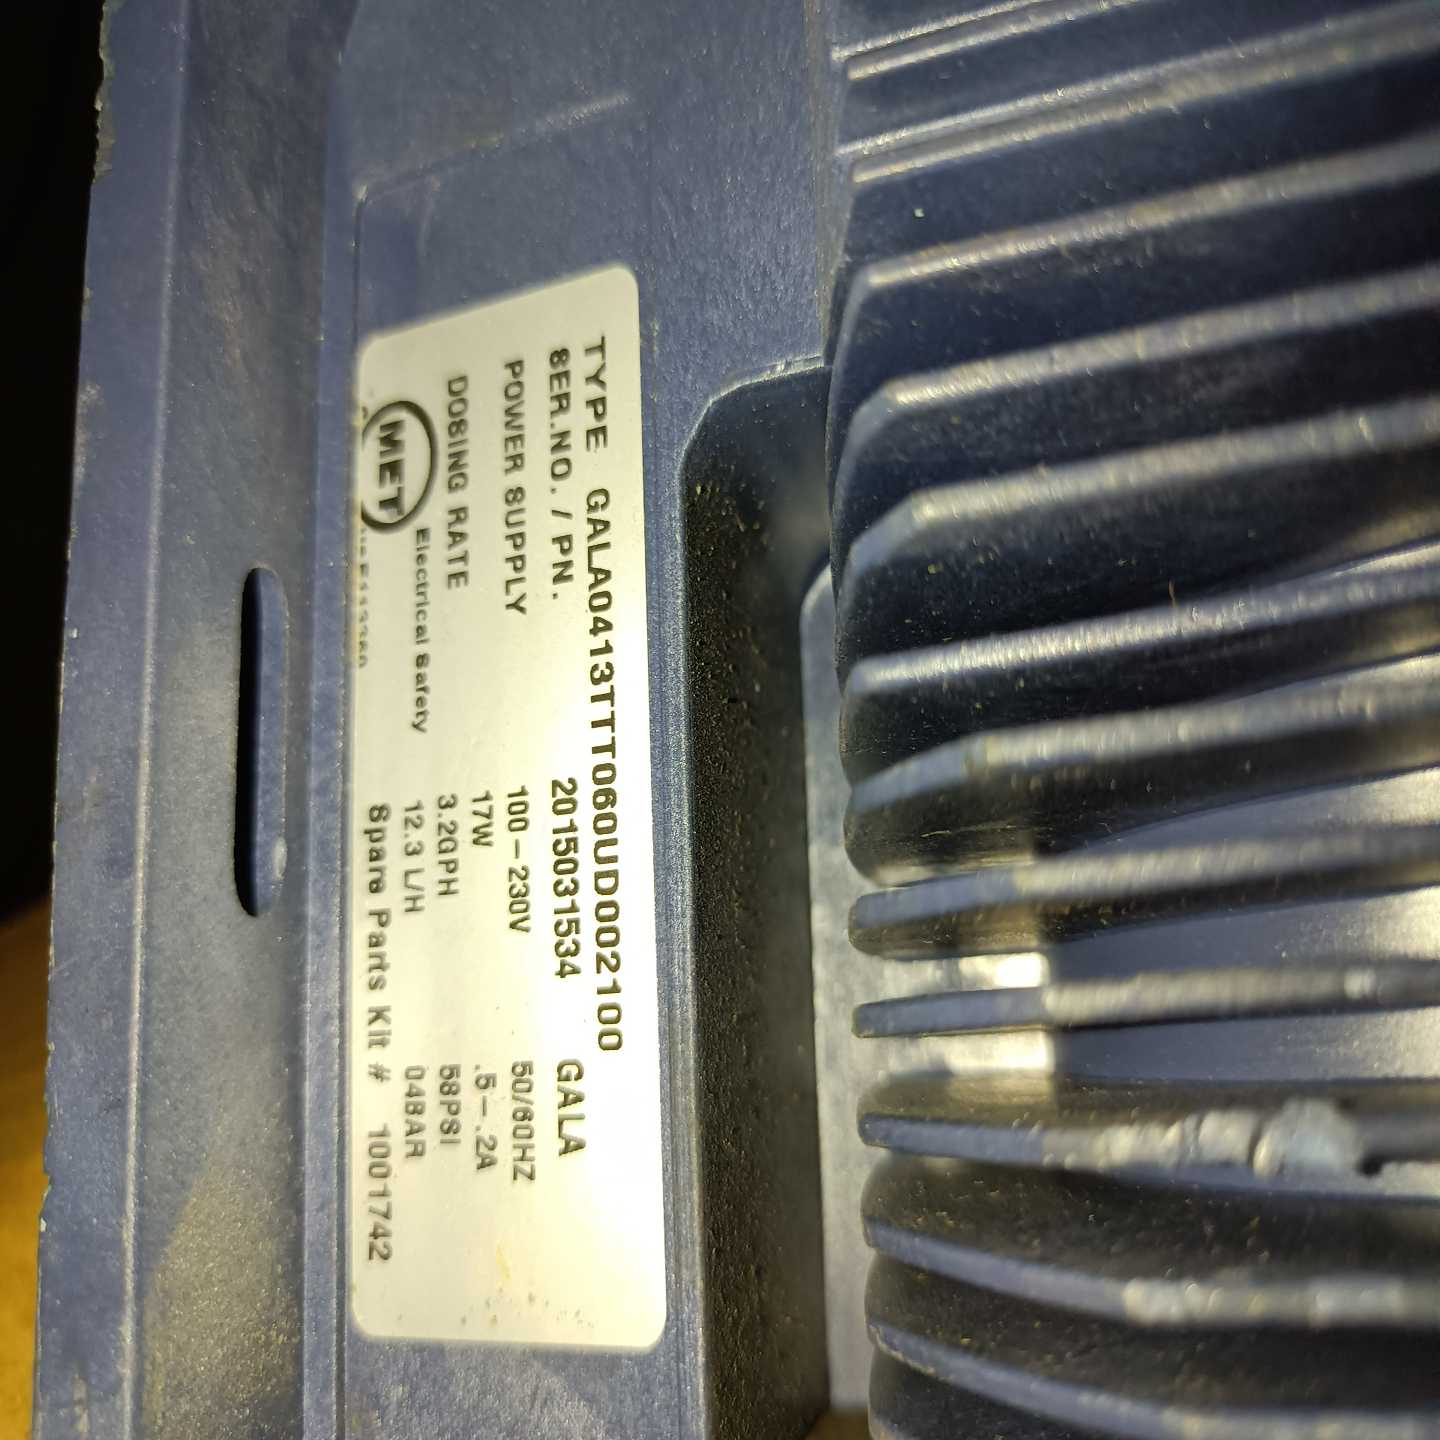 TYPE GALA0413TTT060UD002100
SER.NO. / PN. 2015031534 GALA
POWER SUPPLY 100-230V 50/60HZ
17W .5-.2A
DOSING RATE 3.2GPH 58PSI
12.3 L/H 04BAR
MET Electrical Safety
Spare Parts Kit # 1001742